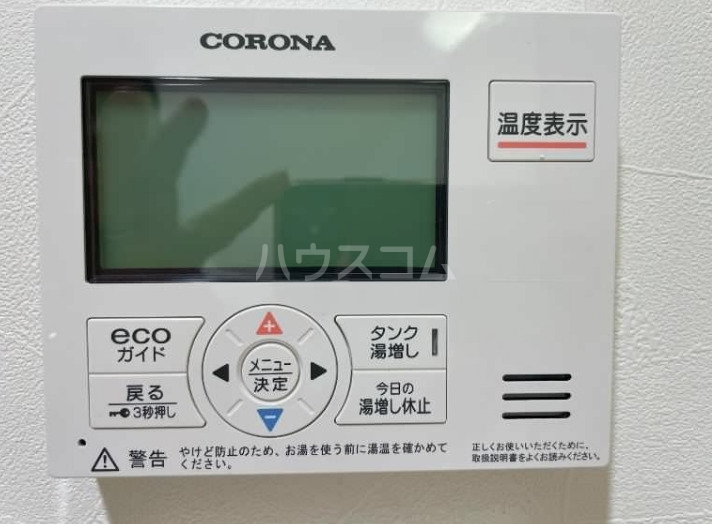 CORONA
温度表示
ハウスコム
eco
ガイド
戻る
3秒押し
＋
メニュー
決定
－
タンク
湯増し
今日の
湯増し休止
警告
やけど防止のため、お湯を使う前に湯温を確かめて
ください。
正しくお使いいただくために、
取扱説明書をよくお読みください。